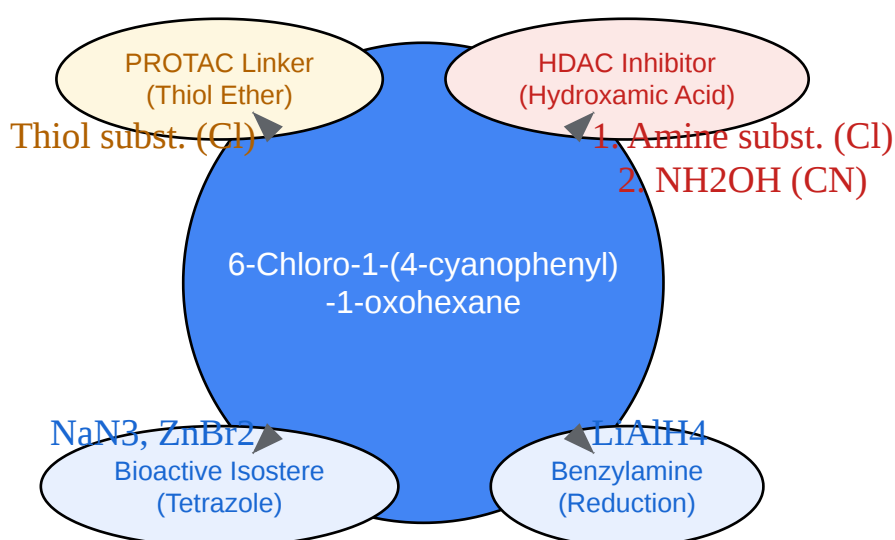 PROTAC Linker
(Thiol Ether)
HDAC Inhibitor
(Hydroxamic Acid)
Thiol subst. (Cl)
1. Amine subst. (Cl)
2. NH2OH (CN)
6-Chloro-1-(4-cyanophenyl)
-1-oxohexane
NaN3, ZnBr2
LiAlH4
Bioactive Isostere
(Tetrazole)
Benzylamine
(Reduction)